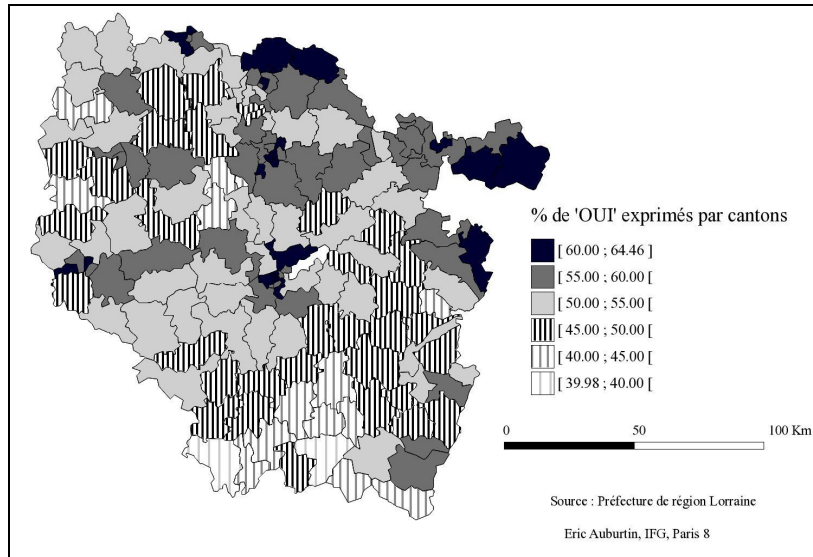 % de 'OUI' exprimés par cantons
[ 60.00 ; 64.46 ]
[ 55.00 ; 60.00 [
[ 50.00 ; 55.00 [
[ 45.00 ; 50.00 [
[ 40.00 ; 45.00 [
[ 39.98 ; 40.00 [
0 50 100 Km
Source : Préfecture de région Lorraine
Eric Auburtin, IFG, Paris 8